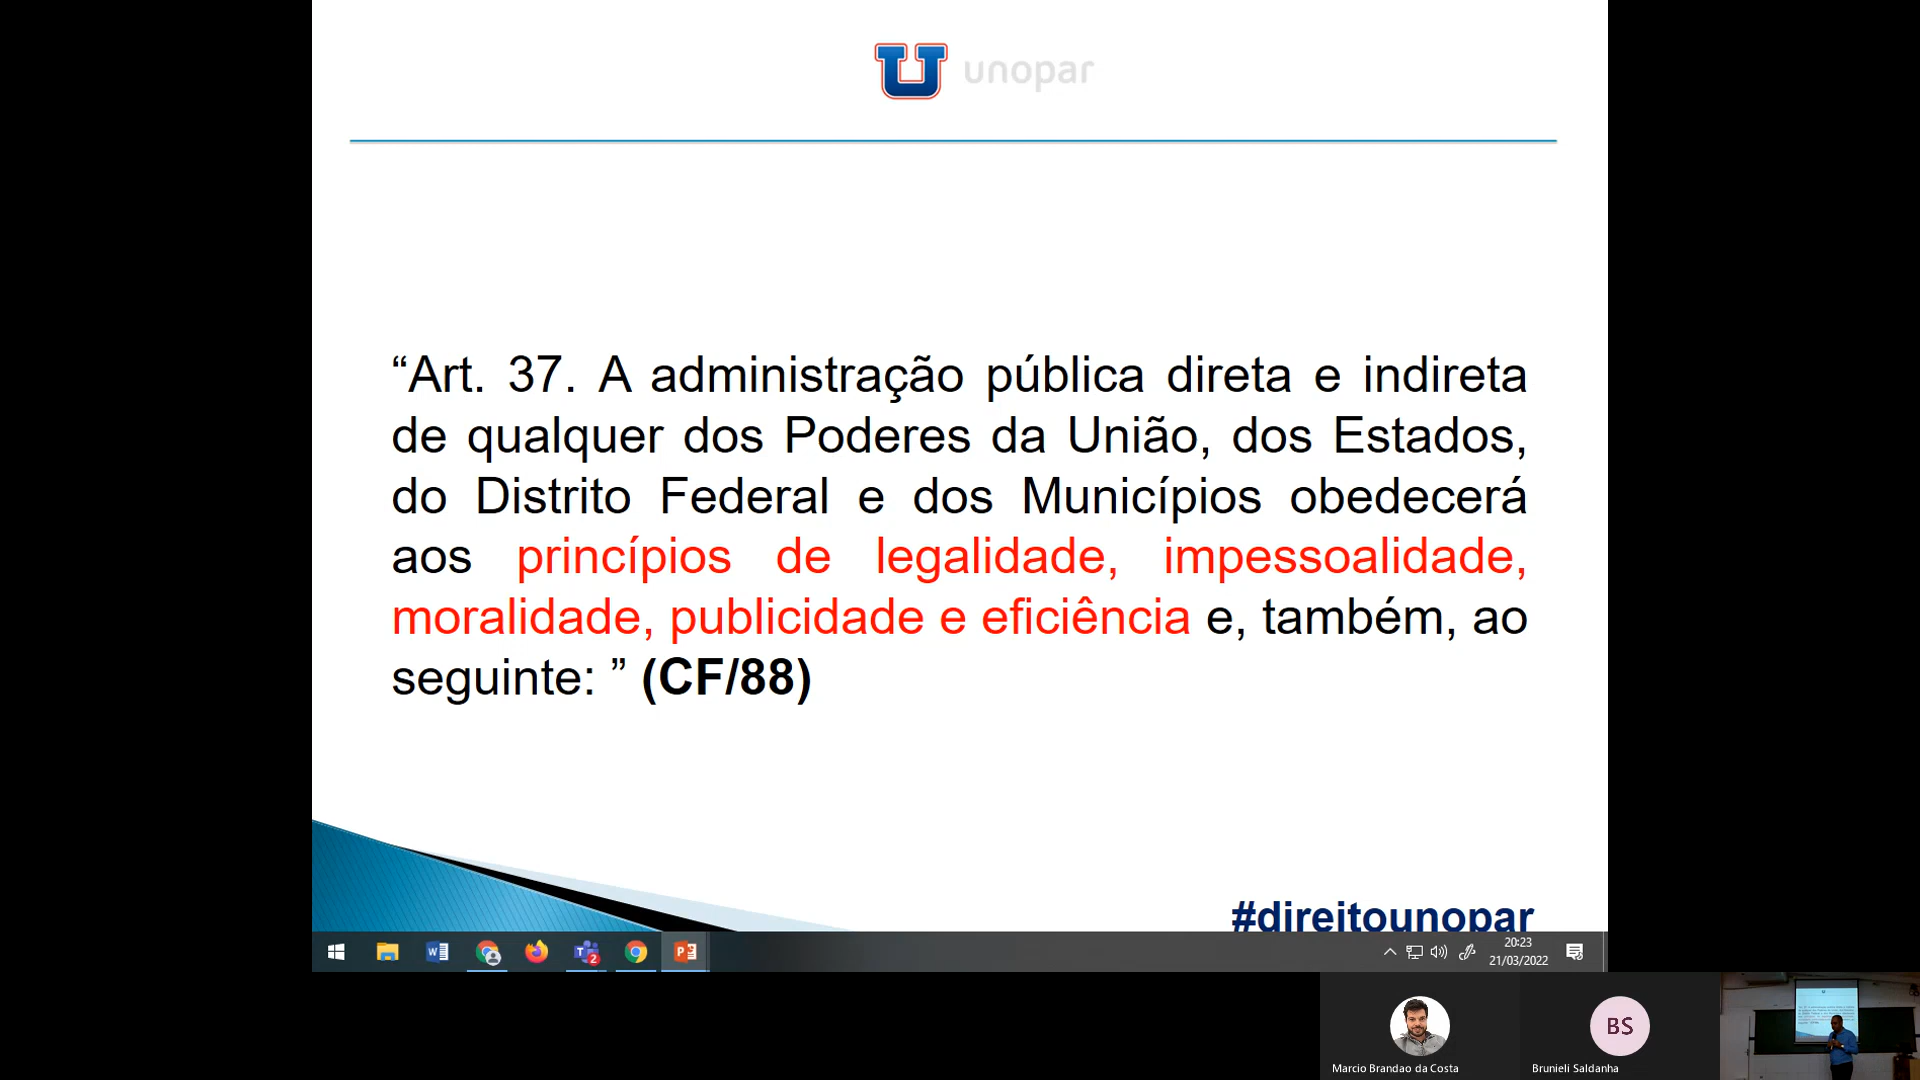 unopar
“Art. 37. A administração pública direta e indireta
de qualquer dos Poderes da União, dos Estados,
do Distrito Federal e dos Municípios obedecerá
aos princípios de legalidade, impessoalidade,
moralidade, publicidade e eficiência e, também, ao
seguinte: ” (CF/88)
#direitounopar
20:23
21/03/2022
BS
Marcio Brandao da Costa
Brunieli Saldanha